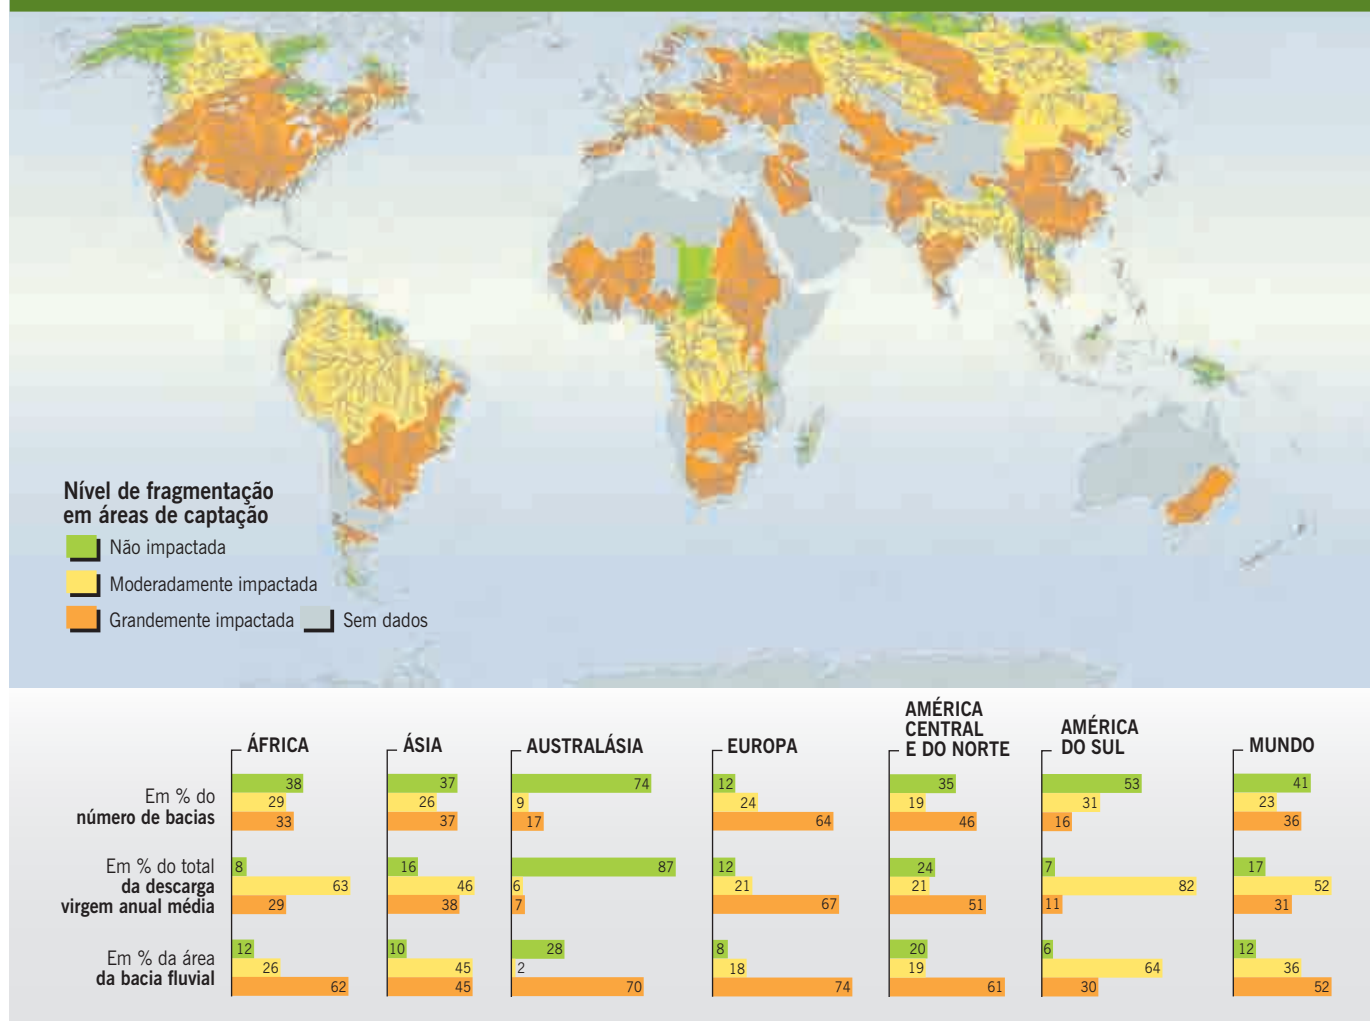 Nível de fragmentação
em áreas de captação
Não impactada
Moderadamente impactada
Grandemente impactada
Sem dados
ÁFRICA
ÁSIA
AUSTRALÁSIA
EUROPA
AMÉRICA
CENTRAL
E DO NORTE
AMÉRICA
DO SUL
MUNDO
Em % do
número de bacias
38
29
33
37
26
37
74
9
17
12
24
64
35
19
46
53
31
16
41
23
36
Em % do total
da descarga
virgem anual média
8
63
29
16
46
38
87
6
7
12
21
67
24
21
51
7
82
11
17
52
31
Em % da área
da bacia fluvial
12
26
62
10
45
45
28
2
70
8
18
74
20
19
61
6
64
30
12
36
52